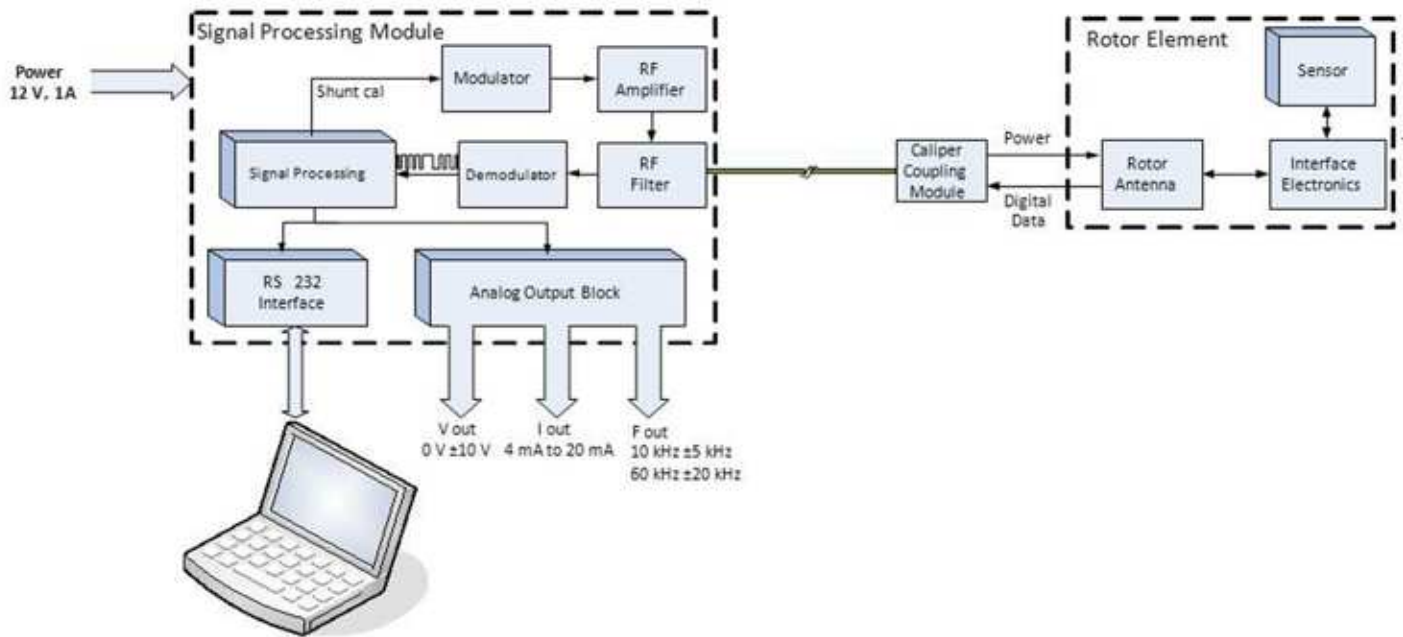 Signal Processing Module
Power
12 V, 1A
Shunt cal
Modulator
RF
Amplifier
Signal Processing
Demodulator
RF
Filter
RS 232
Interface
Analog Output Block
V out
0 V ±10 V
I out
4 mA to 20 mA
F out
10 kHz ±5 kHz
60 kHz ±20 kHz
Caliper
Coupling
Module
Power
Digital
Data
Rotor Element
Sensor
Rotor
Antenna
Interface
Electronics